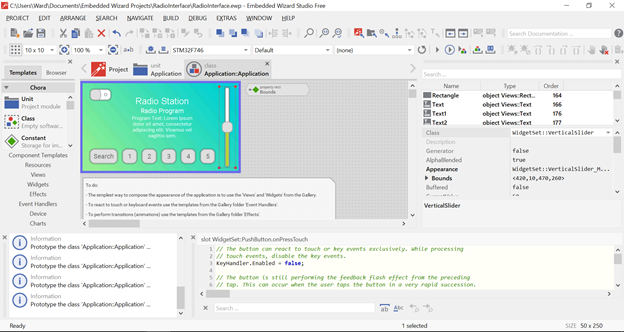 C:\Users\Ward\Documents\Embedded Wizard Projects\RadioInterface\RadioInterface.ewp - Embedded Wizard Studio Free
PROJECT EDIT ARRANGE SEARCH NAVIGATE BUILD DEBUG EXTRAS WINDOW HELP
Search Documentation ...
10 x 10 100 % STM32F746 Default (none)
Templates Browser
Chora
Unit
Project module
Class
Empty softwar...
Constant
Storage for im...
Component Templates
Resources
Views
Widgets
Effects
Event Handlers
Device
Charts
Project
unit
Application
class
Application::Application
Radio Station
Radio Program
Program Text: Lorem ipsum
dolor sit amet, consectetur
adipiscing elit. Vivamus vel
sagittis sem.
Search 1 2 3 4 5
property rect
Bounds
To do:
- The simplest way to compose the appearance of the application is to use the 'Views' and 'Widgets' from the Gallery.
- To react to touch or keyboard events use the templates from the Gallery folder 'Event Handlers'.
- To perform transitions (animations) use the templates from the Gallery folder 'Effects'.
Search ...
Name Type Order
Rectangle object Views::Rect... 164
Text object Views::Text 166
Text1 object Views::Text 176
Text2 object Views::Text 177
Class WidgetSet::VerticalSlider
Description
Generator false
AlphaBlended true
Appearance WidgetSet::VerticalSlider_M...
Bounds <420,10,470,260>
Buffered false
VerticalSlider
Information
Prototype the class 'Application::Application' ...
Information
Prototype the class 'Application::Application' ...
Information
Prototype the class 'Application::Application' ...
Information
Prototype the class 'Application::Application' ...
slot WidgetSet::PushButton.onPressTouch
1 // The button can react to touch or key events exclusively. While processing
2 // touch events, disable the key events.
3 KeyHandler.Enabled = false;
4
5 // The button is still performing the feedback flash effect from the preceding
6 // tap. This can occur when the user taps the button in a very rapid succession.
Search ...
ab Abc
Ready 1 selected SIZE 50 x 250